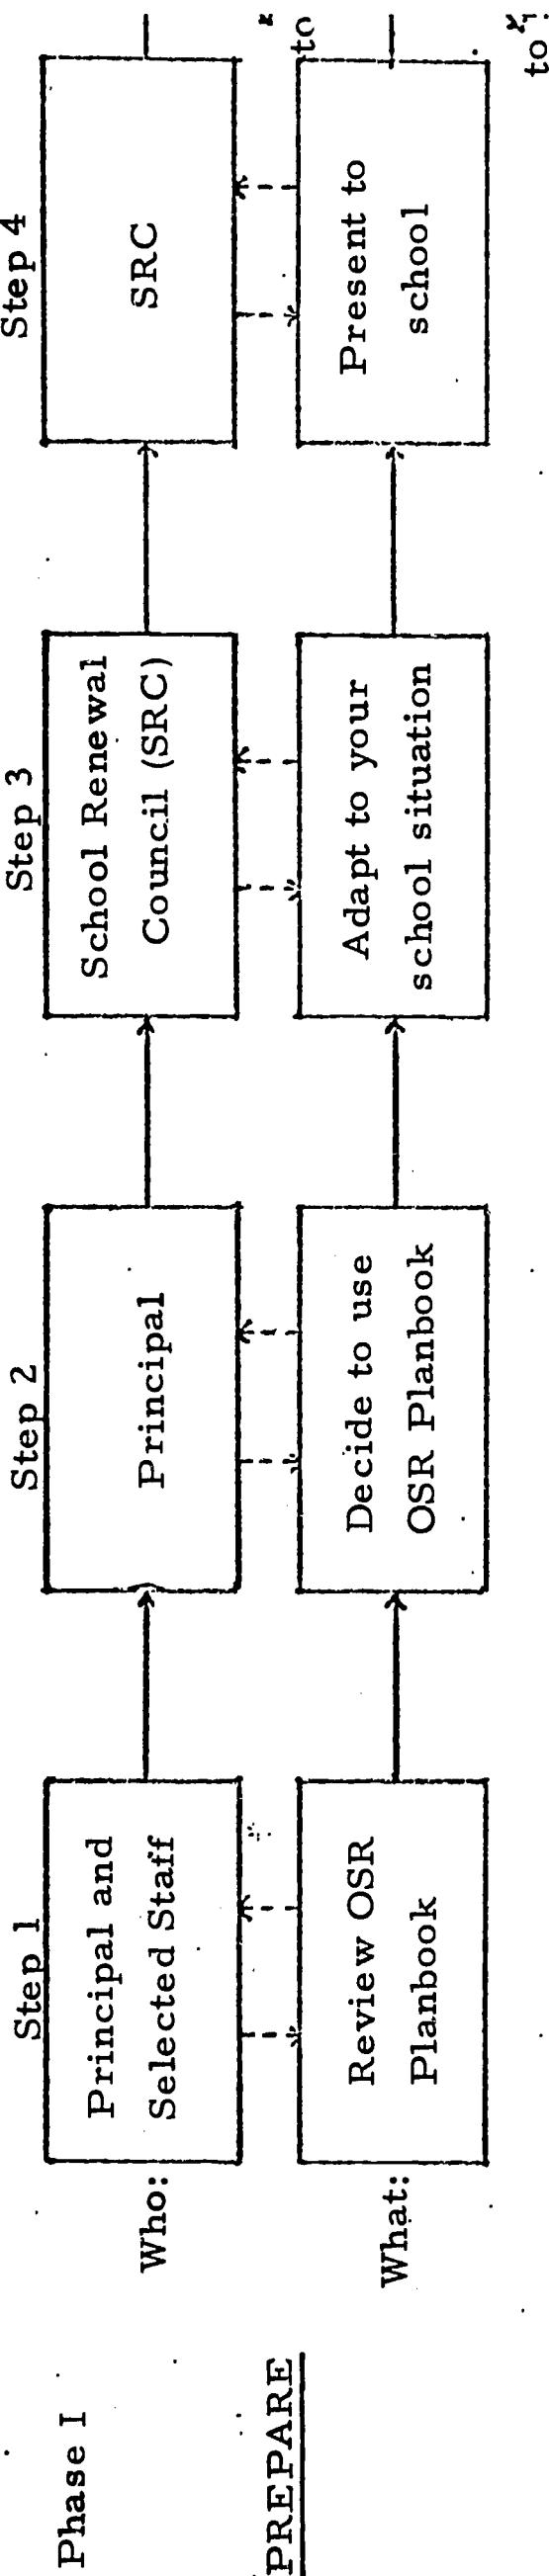 Phase I
PREPARE
Step 1
Step 2
Step 3
Step 4
Who:
Principal and
Selected Staff
Principal
School Renewal
Council (SRC)
SRC
to
What:
Review OSR
Planbook
Decide to use
OSR Planbook
Adapt to your
school situation
Present to
school
to